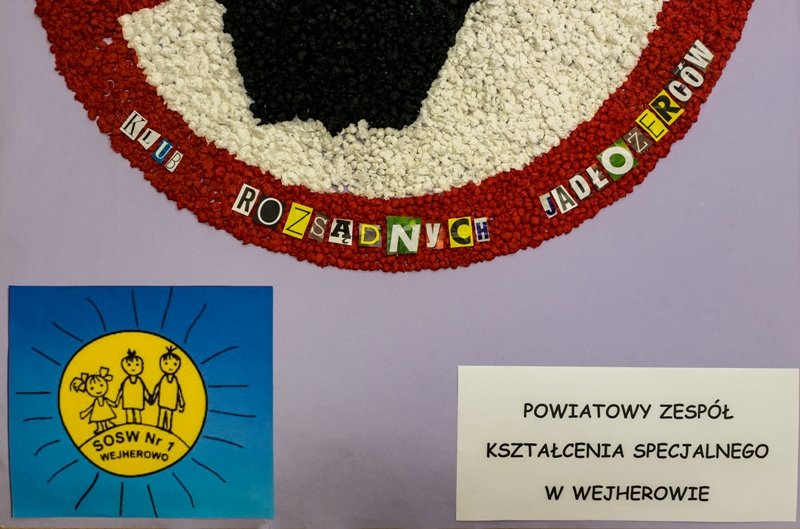 KLUB ROZSĄDNYCH JADŁOŻERCÓW
SOSW Nr 1
WEJHEROWO
POWIATOWY ZESPÓŁ
KSZTAŁCENIA SPECJALNEGO
W WEJHEROWIE